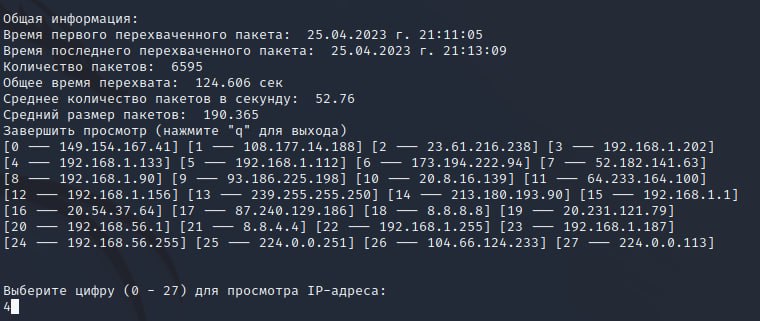 Общая информация:
Время первого перехваченного пакета:  25.04.2023 г. 21:11:05
Время последнего перехваченного пакета:  25.04.2023 г. 21:13:09
Количество пакетов:  6595
Общее время перехвата:  124.606 сек
Среднее количество пакетов в секунду:  52.76
Средний размер пакетов:  190.365
Завершить просмотр (нажмите "q" для выхода)
[0 —— 149.154.167.41] [1 —— 108.177.14.188] [2 —— 23.61.216.238] [3 —— 192.168.1.202]
[4 —— 192.168.1.133] [5 —— 192.168.1.112] [6 —— 173.194.222.94] [7 —— 52.182.141.63]
[8 —— 192.168.1.90] [9 —— 93.186.225.198] [10 —— 20.8.16.139] [11 —— 64.233.164.100]
[12 —— 192.168.1.156] [13 —— 239.255.255.250] [14 —— 213.180.193.90] [15 —— 192.168.1.1]
[16 —— 20.54.37.64] [17 —— 87.240.129.186] [18 —— 8.8.8.8] [19 —— 20.231.121.79]
[20 —— 192.168.56.1] [21 —— 8.8.4.4] [22 —— 192.168.1.255] [23 —— 192.168.1.187]
[24 —— 192.168.56.255] [25 —— 224.0.0.251] [26 —— 104.66.124.233] [27 —— 224.0.0.113]
Выберите цифру (0 - 27) для просмотра IP-адреса:
4